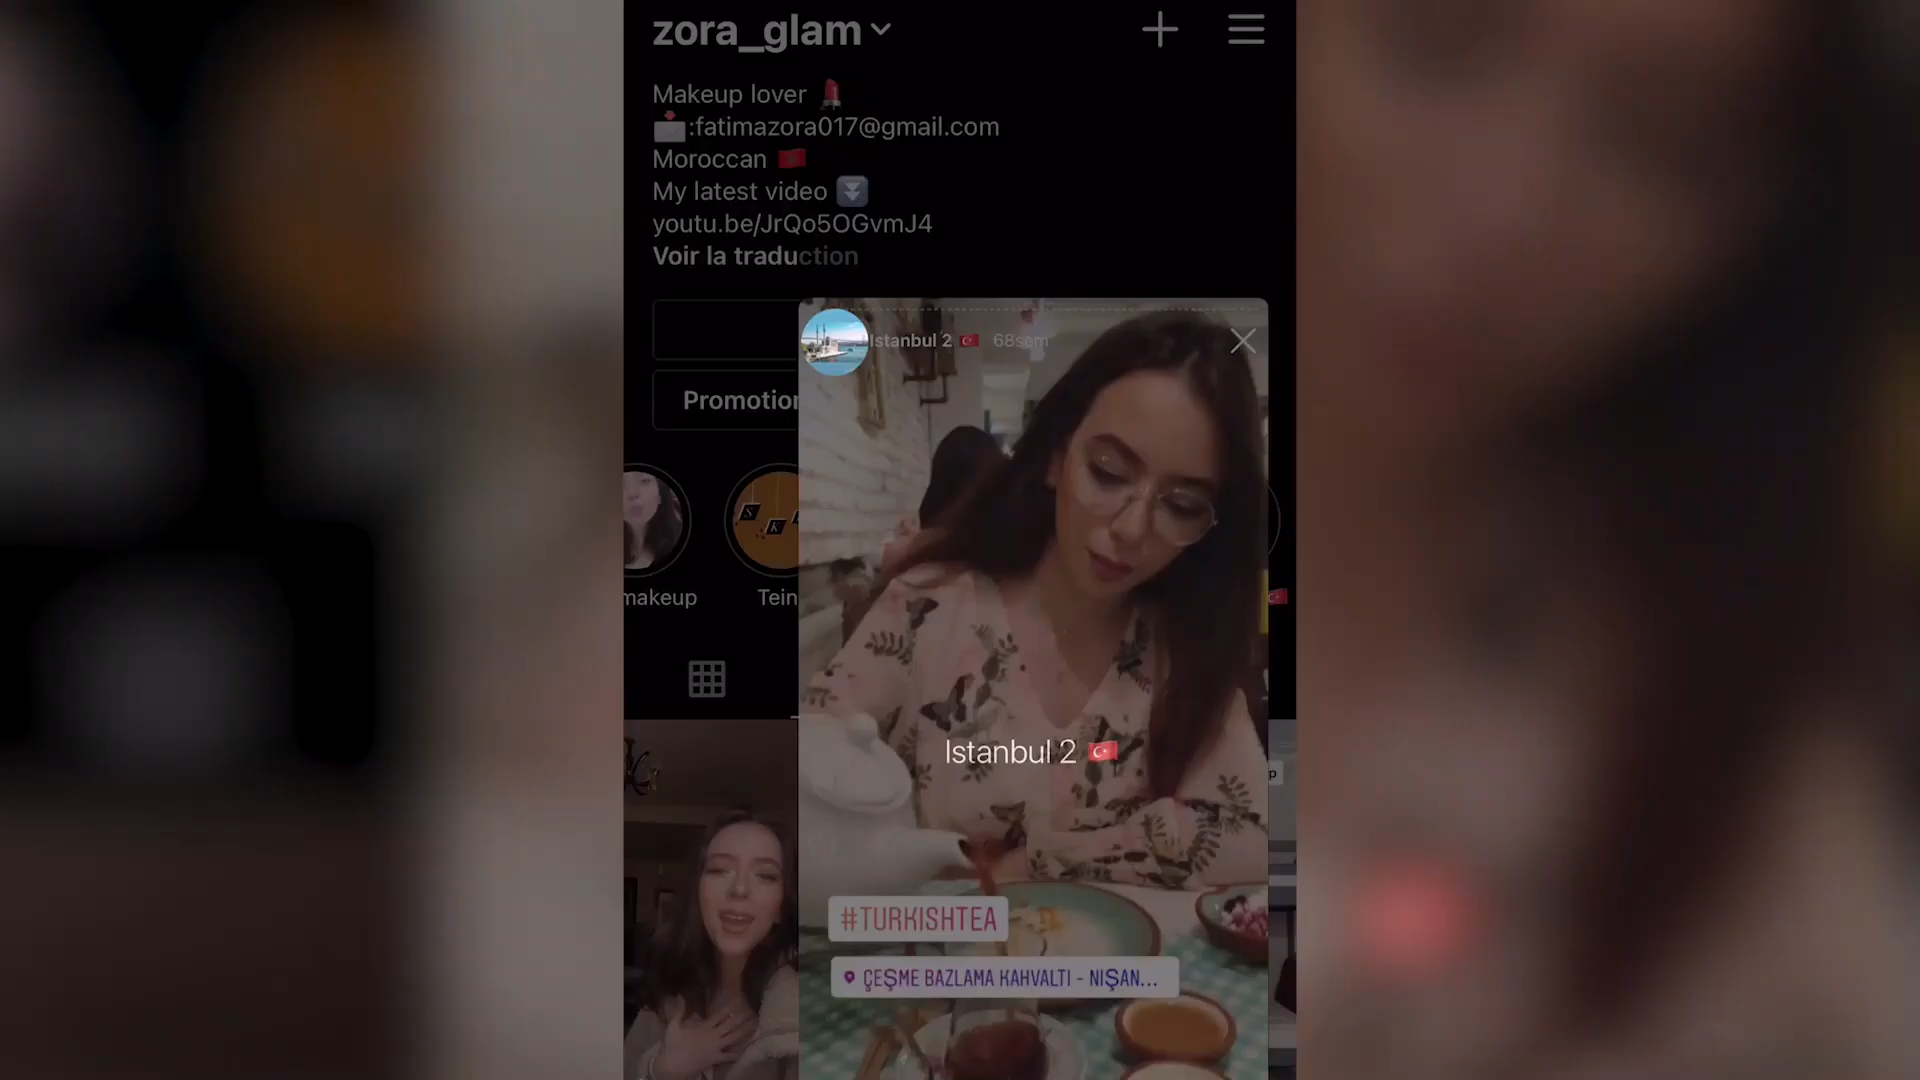 zora_glam
Makeup lover
:fatimazora017@gmail.com
Moroccan
My latest video
youtu.be/JrQo5OGvmJ4
Voir la traduction
Istanbul 2 68sem
Promotion
S
K
makeup
Tein
Istanbul 2
p
#TURKISHTEA
ÇEŞME BAZLAMA KAHVALTI - NIŞAN...